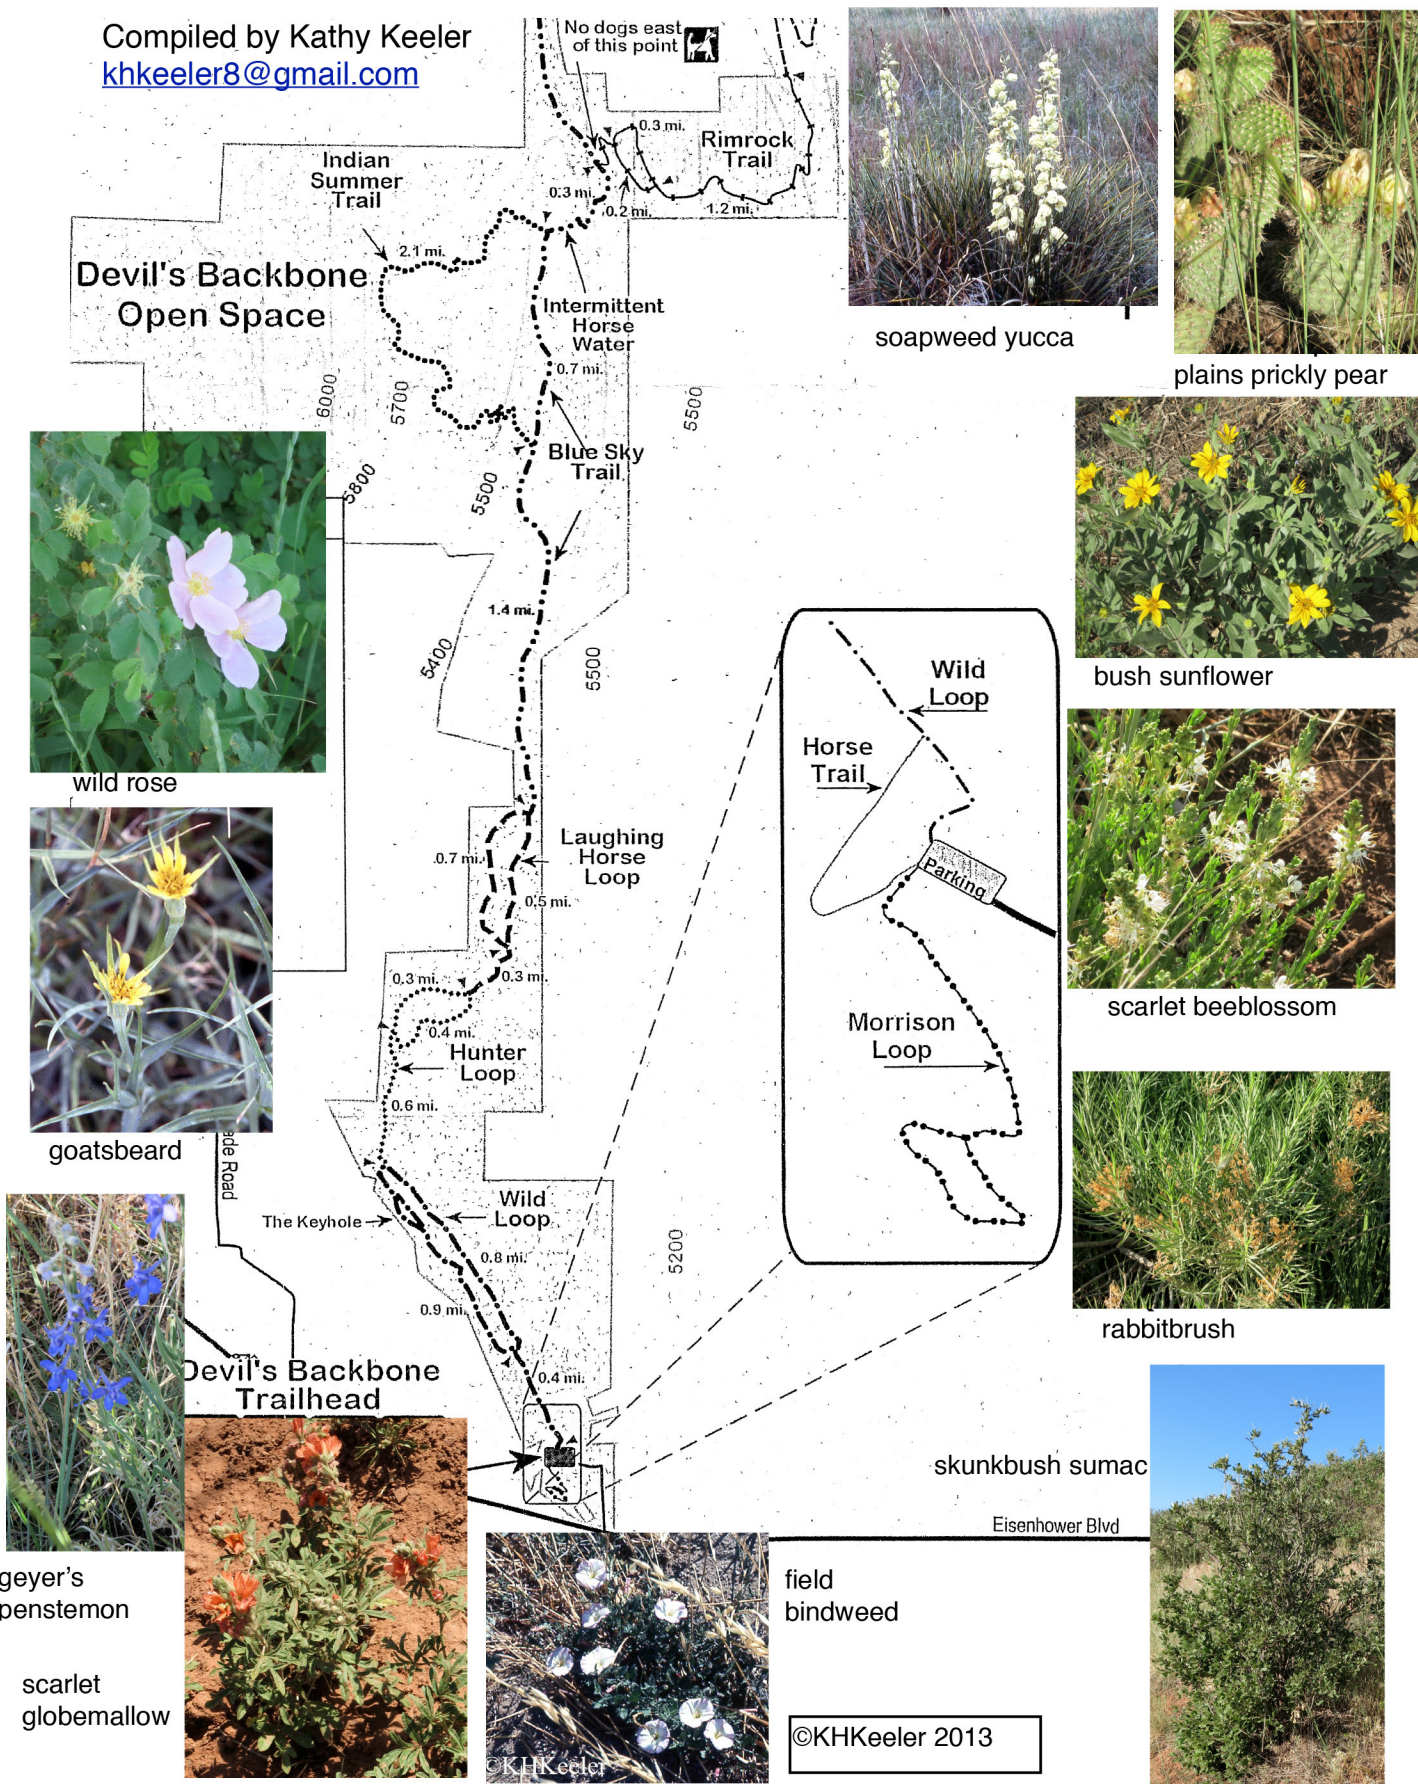 Compiled by Kathy Keeler
khkeeler8@gmail.com
No dogs east
of this point
0.3 mi.
Rimrock
Trail
Indian
Summer
Trail
0.3 mi.
0.2 mi.
1.2 mi.
2.1 mi.
Devil's Backbone
Open Space
Intermittent
Horse
Water
0.7 mi.
6000
5700
5500
Blue Sky
Trail
5800
5500
1.4 mi.
5400
5500
soapweed yucca
plains prickly pear
bush sunflower
wild rose
Wild
Loop
Horse
Trail
Parking
Morrison
Loop
scarlet beeblossom
Laughing
Horse
Loop
0.7 mi.
0.5 mi.
0.3 mi.
0.3 mi.
0.4 mi.
Hunter
Loop
0.6 mi.
goatsbeard
Road
The Keyhole
Wild
Loop
0.8 mi.
5200
0.9 mi.
rabbitbrush
Devil's Backbone
Trailhead
0.4 mi.
skunkbush sumac
Eisenhower Blvd
geyer's
penstemon
field
bindweed
scarlet
globemallow
©KHKeeler
©KHKeeler 2013